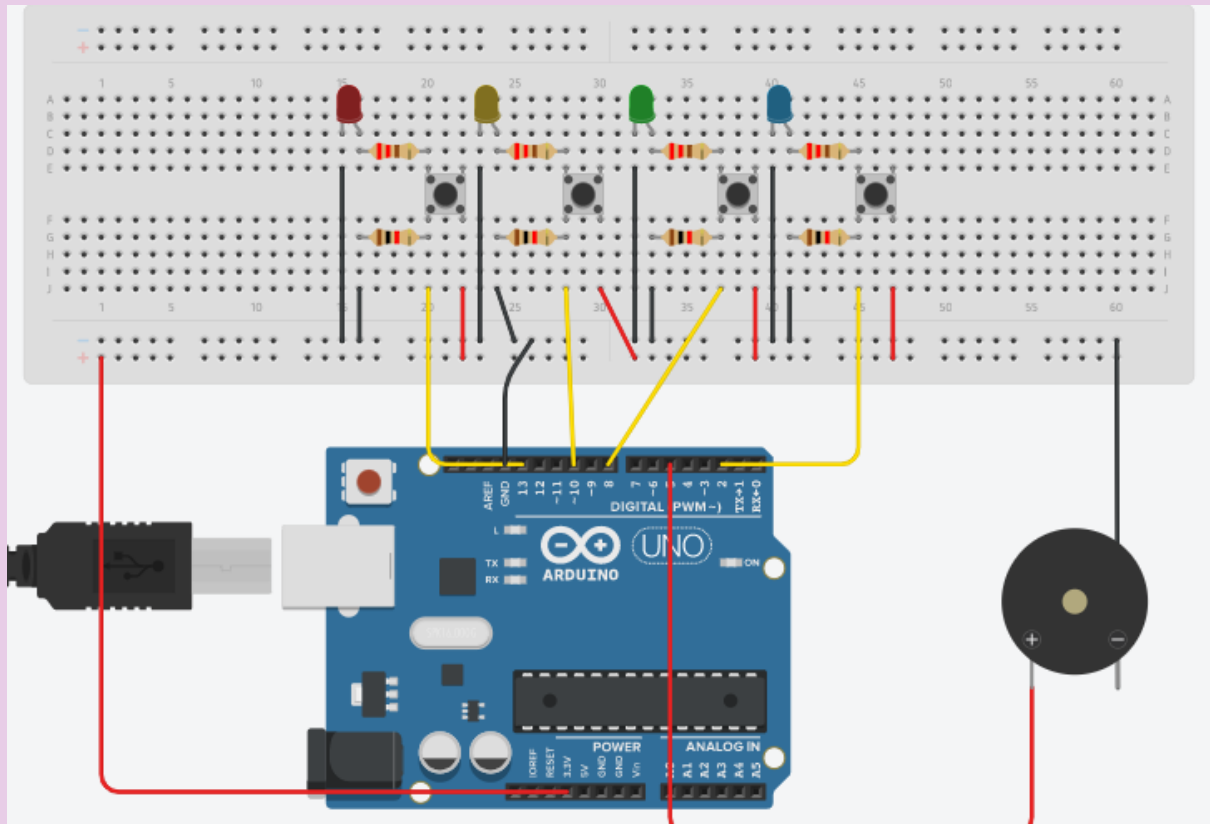 − +
1 5 10 15 20 25 30 35 40 45 50 55 60
A A
B B
C C
D D
E E
F F
G G
H H
I I
J J
1 5 10 15 20 25 30 35 40 45 50 55 60
− +
AREF GND 13 12 ~11 ~10 ~9 8 7 ~6 4 ~3 2 TX→1 RX←0
DIGITAL (PWM~)
L
TX
RX
ARDUINO
UNO
ON
+ −
POWER
ANALOG IN
IOREF RESET 3.3V 5V GND GND Vin A1 A2 A3 A4 A5